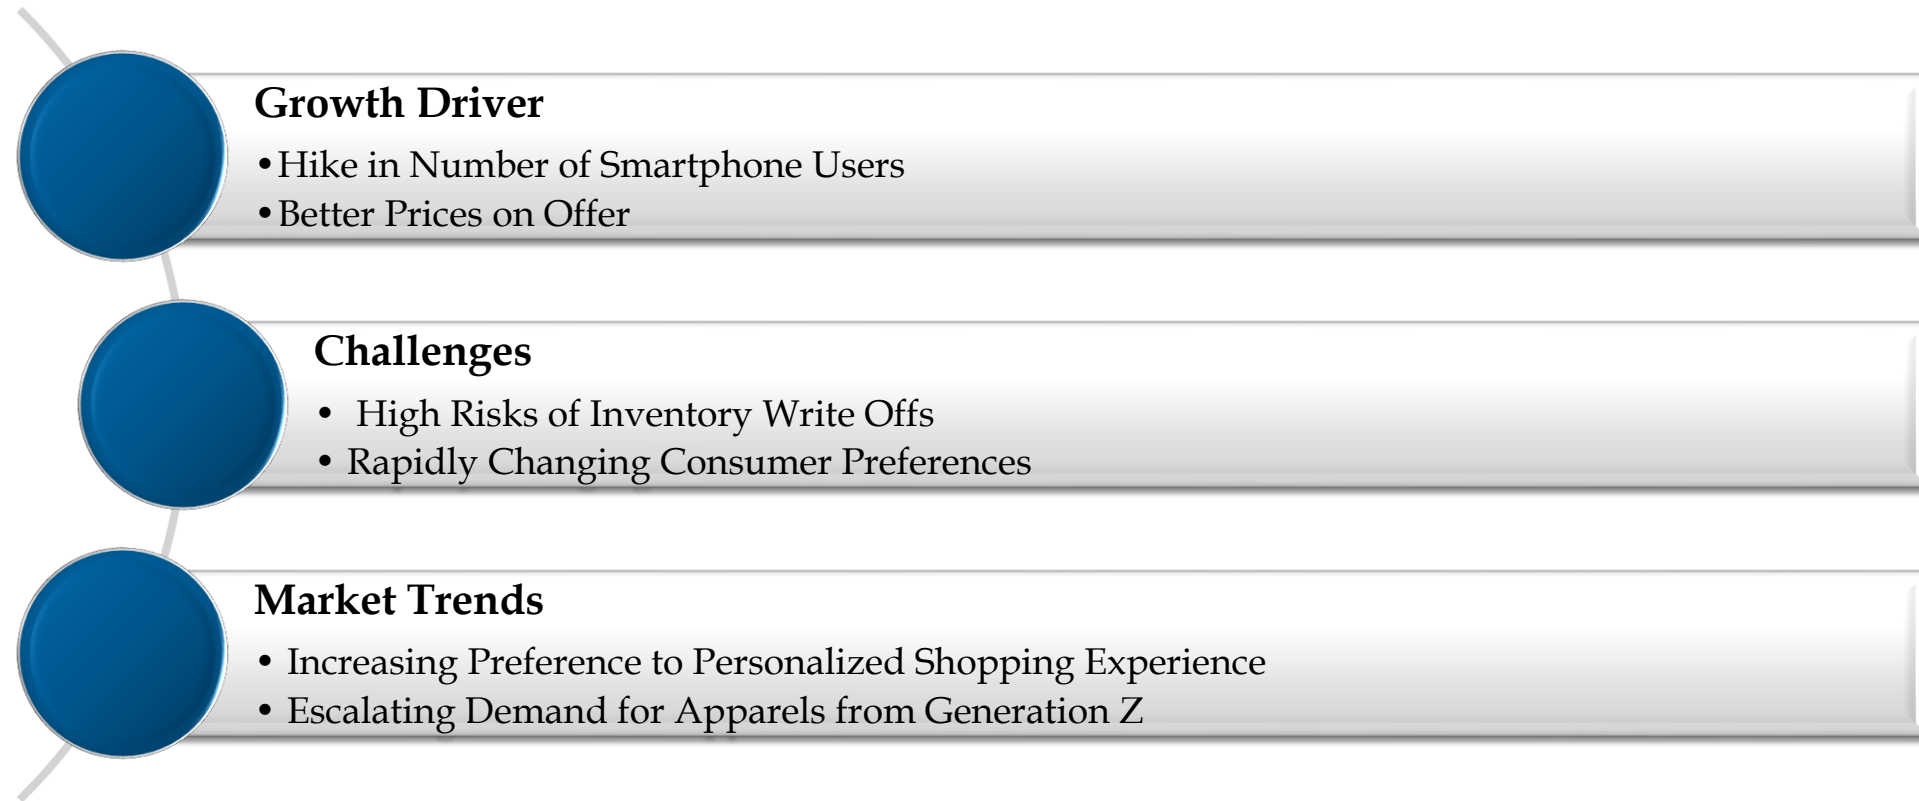 Growth Driver
•Hike in Number of Smartphone Users
•Better Prices on Offer
Challenges
• High Risks of Inventory Write Offs
• Rapidly Changing Consumer Preferences
Market Trends
• Increasing Preference to Personalized Shopping Experience
• Escalating Demand for Apparels from Generation Z